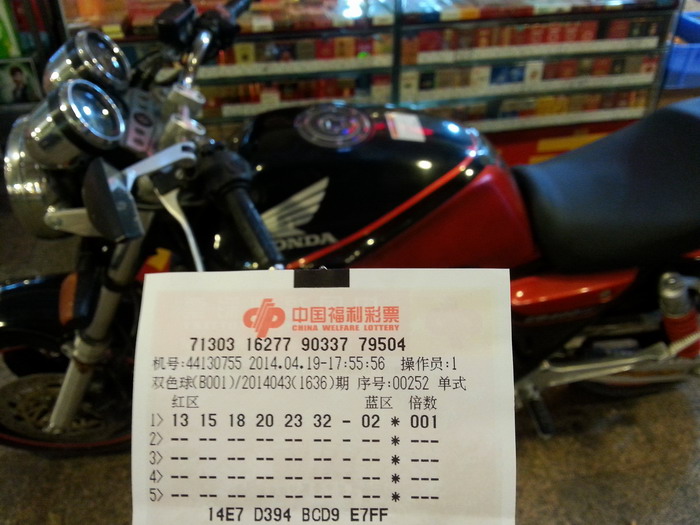 HONDA
中国福利彩票
CHINA WELFARE LOTTERY
71303 16277 90337 79504
机号:44130755 2014.04.19-17:55:56 操作员:1
双色球(B001)/2014043(1636)期 序号:00252 单式
红区 蓝区 倍数
1> 13 15 18 20 23 32 - 02 * 001
2> -- -- -- -- -- -- - -- * ---
3> -- -- -- -- -- -- - -- * ---
4> -- -- -- -- -- -- - -- * ---
5> -- -- -- -- -- -- - -- * ---
14E7 D394 BCD9 E7FF